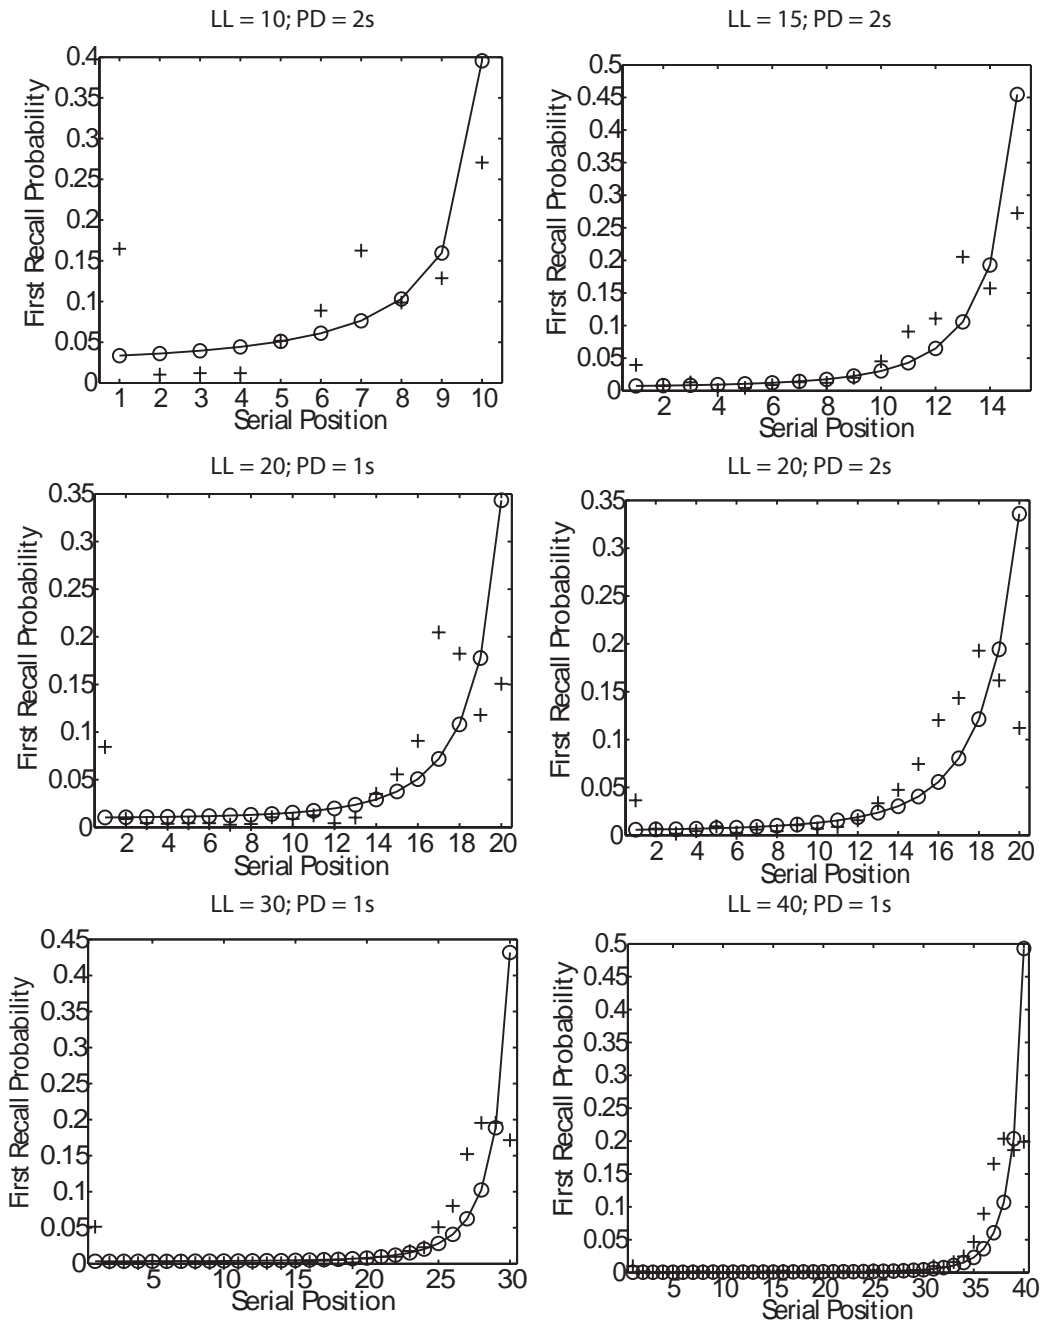 LL = 10; PD = 2s
First Recall Probability
0.4
0.35
0.3
0.25
0.2
0.15
0.1
0.05
0
1 2 3 4 5 6 7 8 9 10
Serial Position
LL = 15; PD = 2s
First Recall Probability
0.5
0.45
0.4
0.35
0.3
0.25
0.2
0.15
0.1
0.05
0
2 4 6 8 10 12 14
Serial Position
LL = 20; PD = 1s
First Recall Probability
0.35
0.3
0.25
0.2
0.15
0.1
0.05
0
2 4 6 8 10 12 14 16 18 20
Serial Position
LL = 20; PD = 2s
First Recall Probability
0.35
0.3
0.25
0.2
0.15
0.1
0.05
0
2 4 6 8 10 12 14 16 18 20
Serial Position
LL = 30; PD = 1s
First Recall Probability
0.45
0.4
0.35
0.3
0.25
0.2
0.15
0.1
0.05
0
5 10 15 20 25 30
Serial Position
LL = 40; PD = 1s
First Recall Probability
0.5
0.45
0.4
0.35
0.3
0.25
0.2
0.15
0.1
0.05
0
5 10 15 20 25 30 35 40
Serial Position